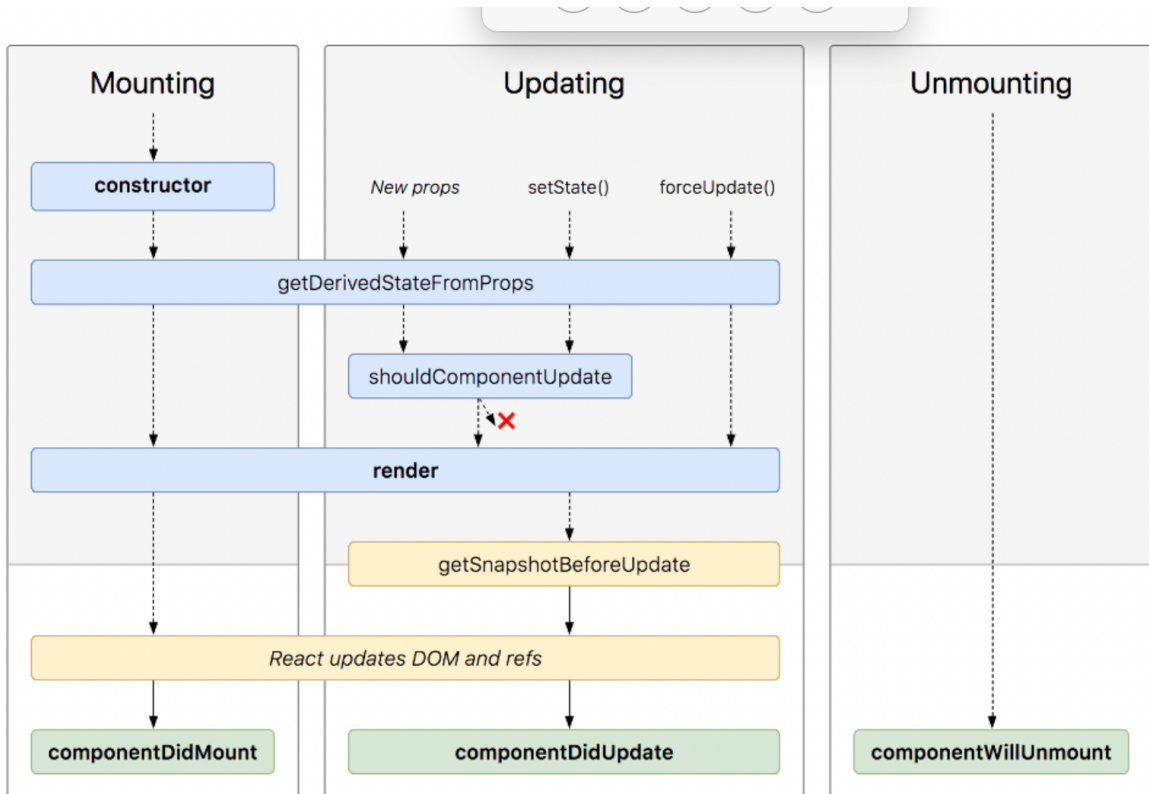 Mounting
Updating
Unmounting
constructor
New props
setState()
forceUpdate()
getDerivedStateFromProps
shouldComponentUpdate
render
getSnapshotBeforeUpdate
React updates DOM and refs
componentDidMount
componentDidUpdate
componentWillUnmount